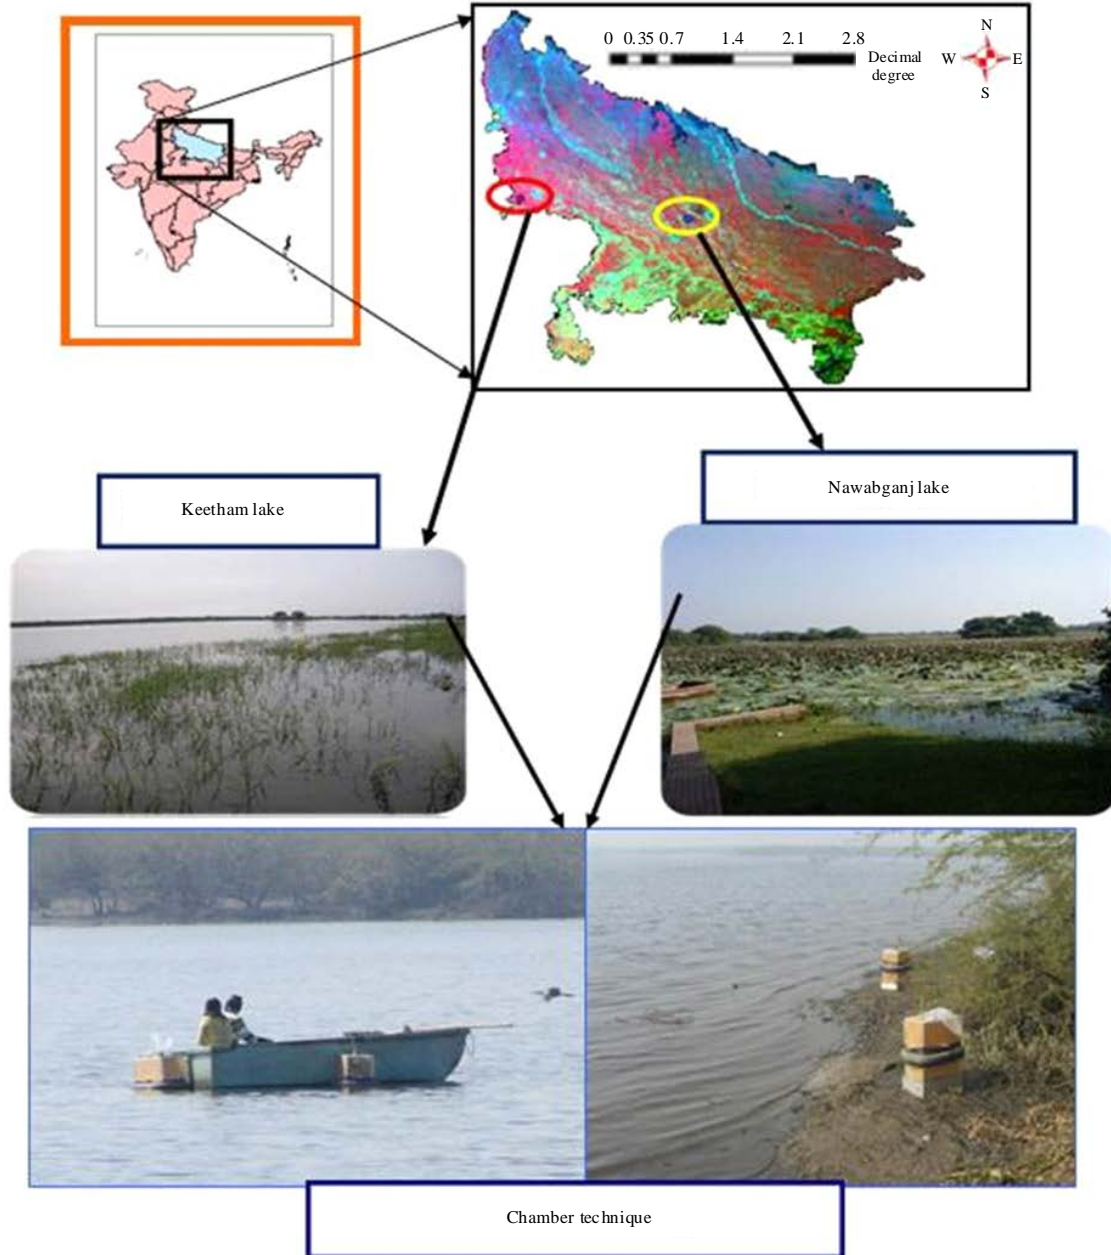 N
0 0.35 0.7 1.4 2.1 2.8
Decimal
degree
W E
S
Keetham lake
Nawabganj lake
Chamber technique